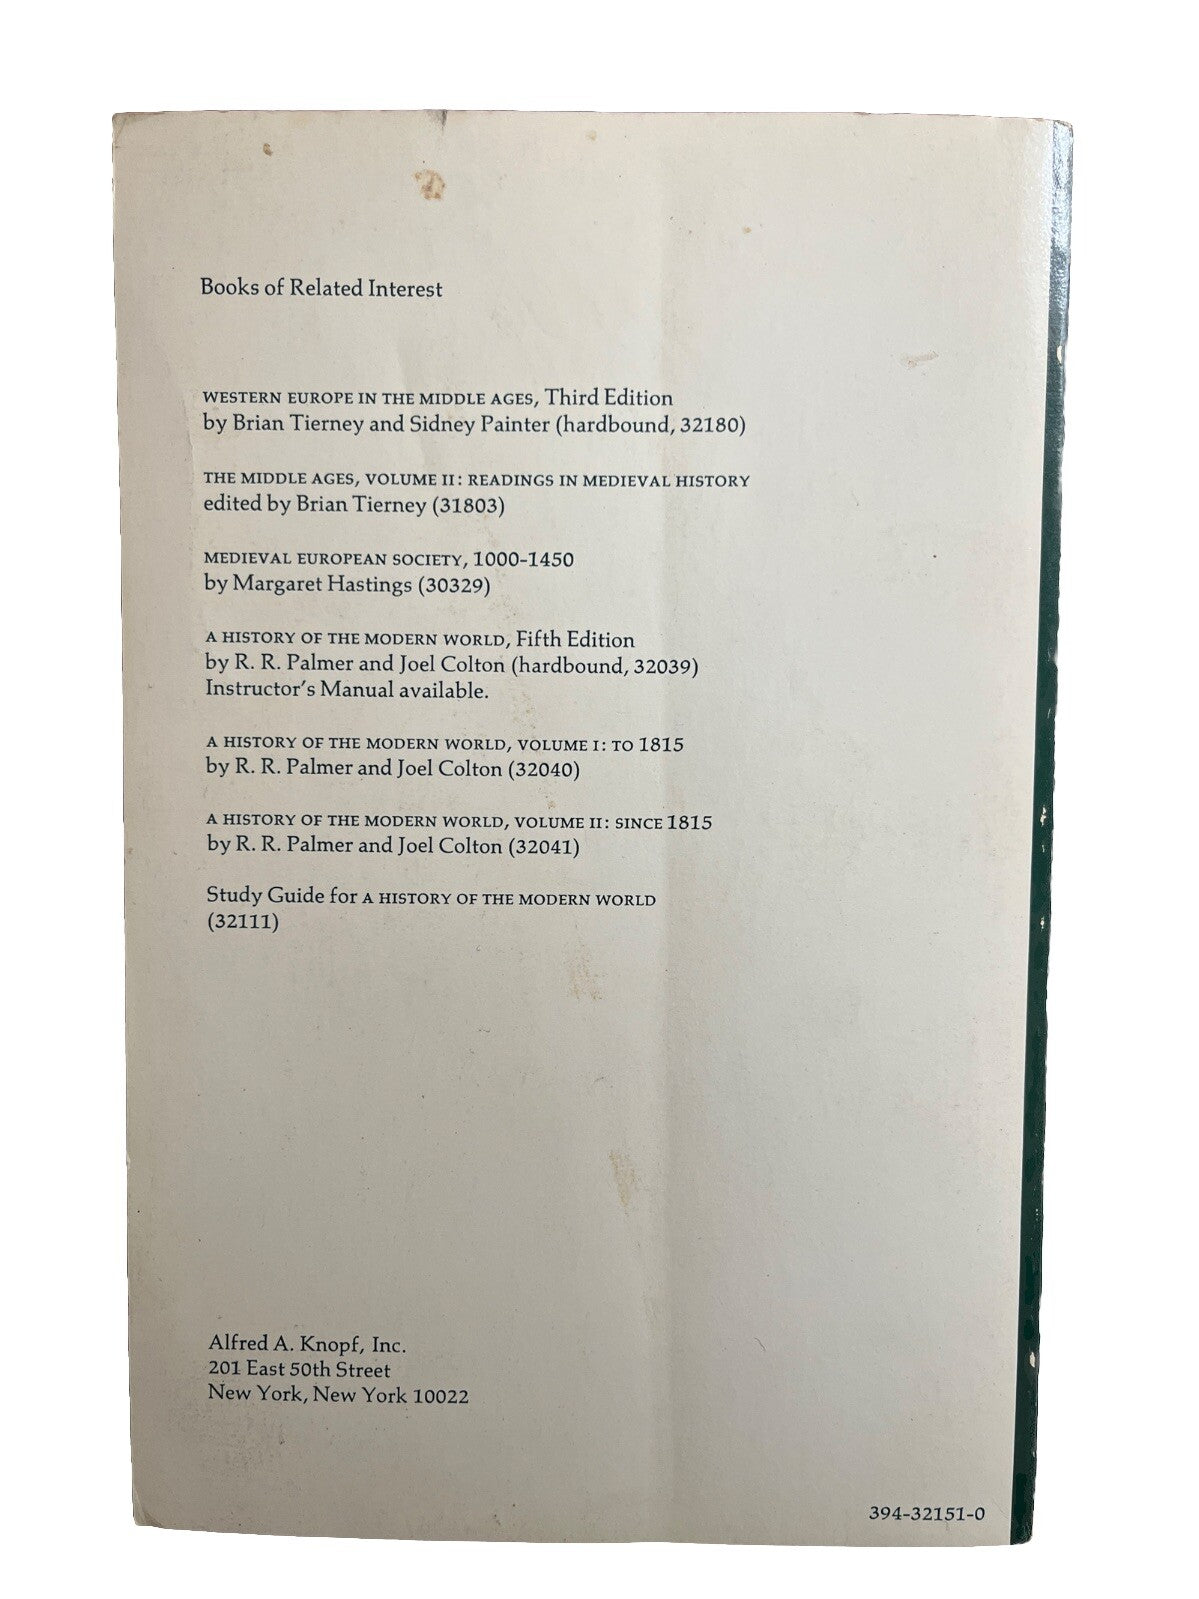 Books of Related Interest
WESTERN EUROPE IN THE MIDDLE AGES, Third Edition
by Brian Tierney and Sidney Painter (hardbound, 32180)
THE MIDDLE AGES, VOLUME II: READINGS IN MEDIEVAL HISTORY
edited by Brian Tierney (31803)
MEDIEVAL EUROPEAN SOCIETY, 1000-1450
by Margaret Hastings (30329)
A HISTORY OF THE MODERN WORLD, Fifth Edition
by R. R. Palmer and Joel Colton (hardbound, 32039)
Instructor's Manual available.
A HISTORY OF THE MODERN WORLD, VOLUME I: TO 1815
by R. R. Palmer and Joel Colton (32040)
A HISTORY OF THE MODERN WORLD, VOLUME II: SINCE 1815
by R. R. Palmer and Joel Colton (32041)
Study Guide for A HISTORY OF THE MODERN WORLD
(32111)
Alfred A. Knopf, Inc.
201 East 50th Street
New York, New York 10022
394-32151-0